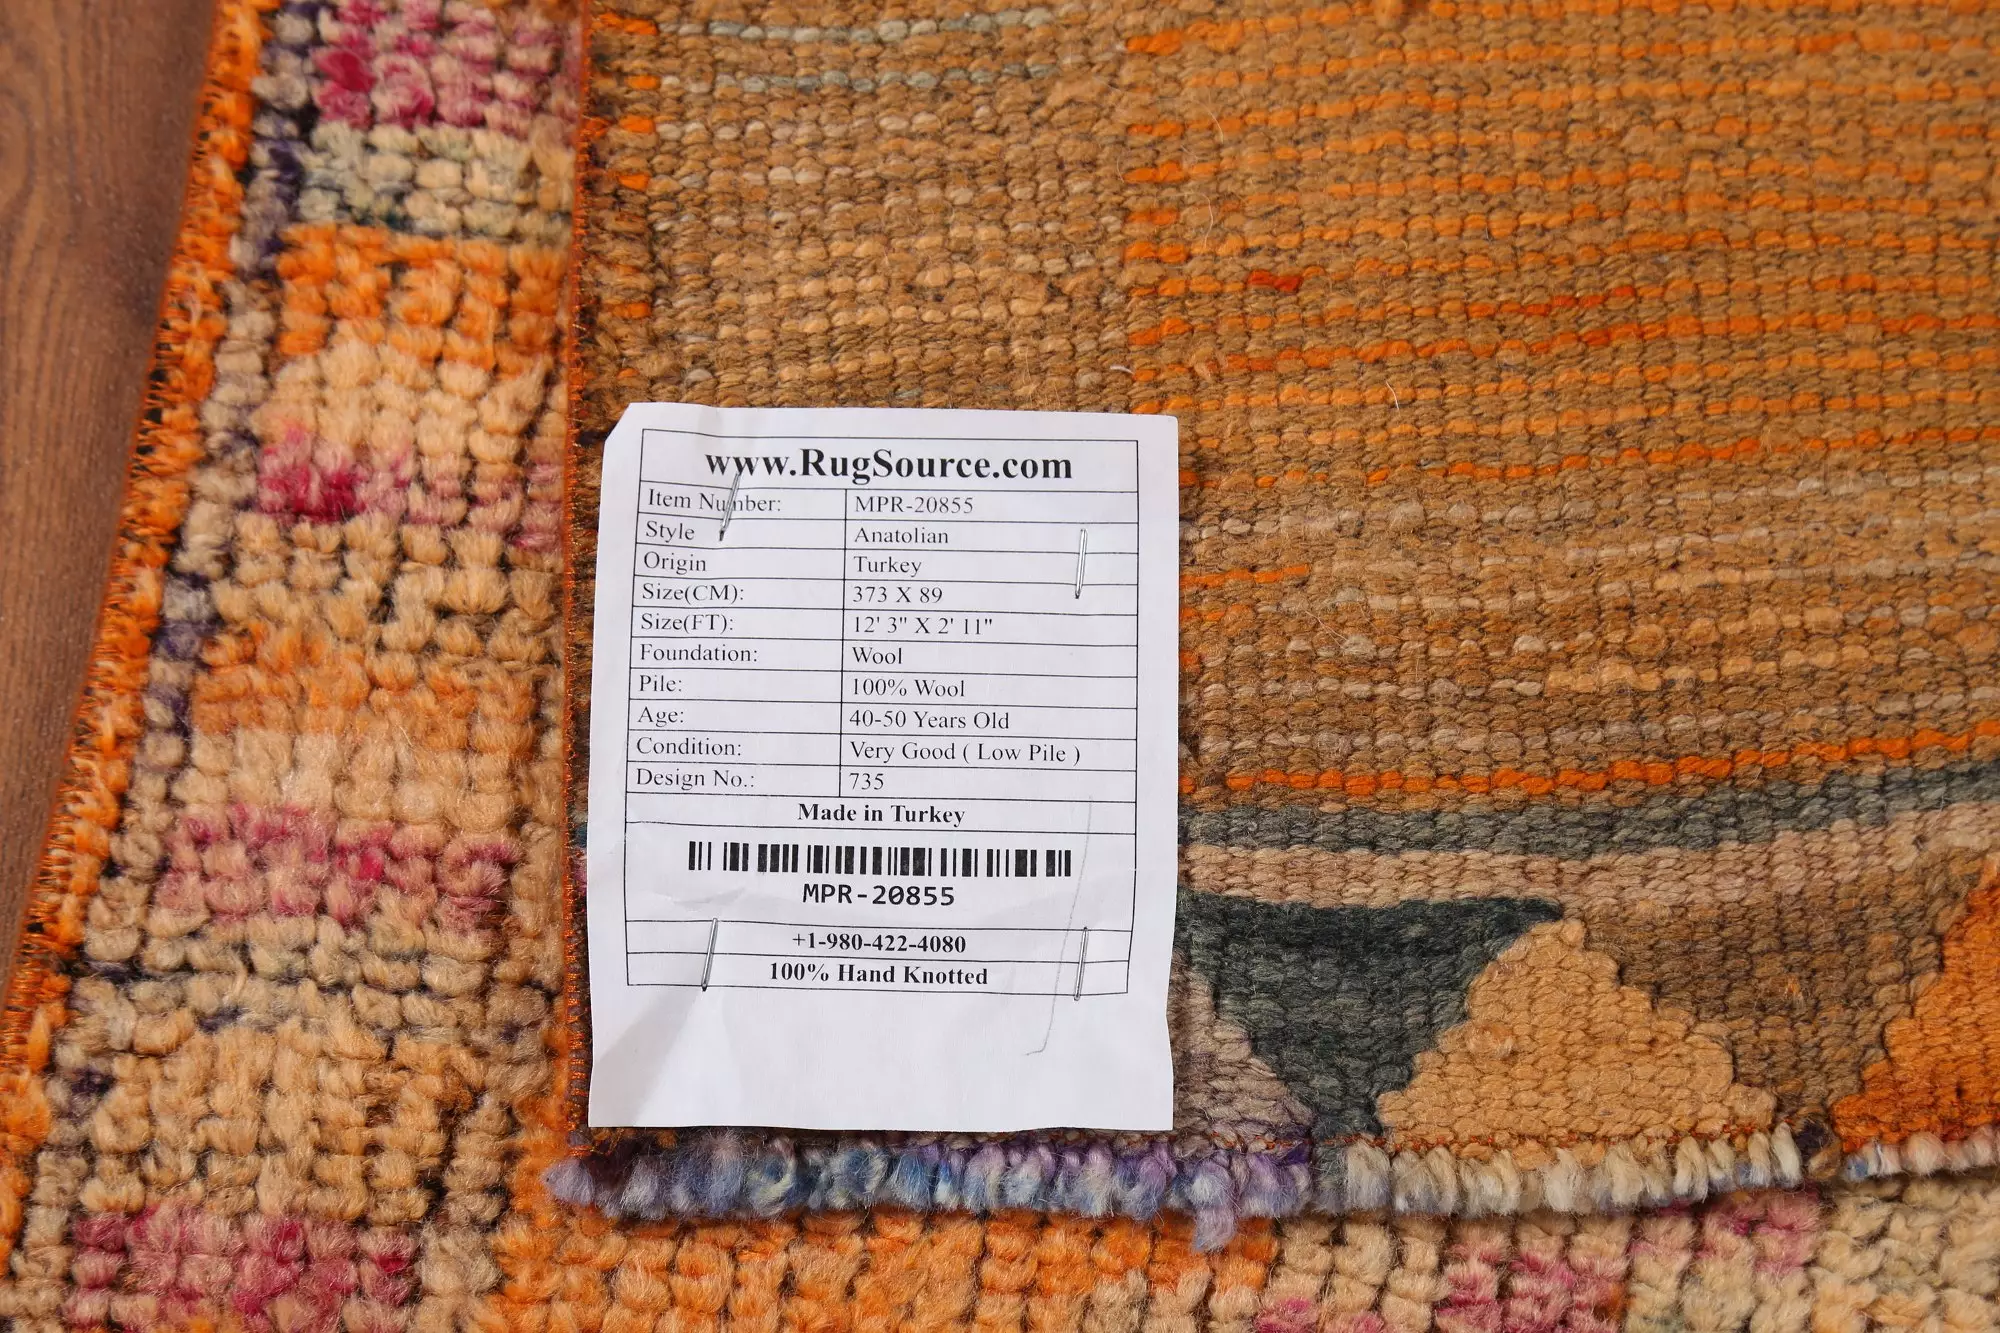 www.RugSource.com
Item Number: MPR-20855
Style Anatolian
Origin Turkey
Size(CM): 373 X 89
Size(FT): 12' 3" X 2' 11"
Foundation: Wool
Pile: 100% Wool
Age: 40-50 Years Old
Condition: Very Good ( Low Pile )
Design No.: 735
Made in Turkey
MPR-20855
+1-980-422-4080
100% Hand Knotted